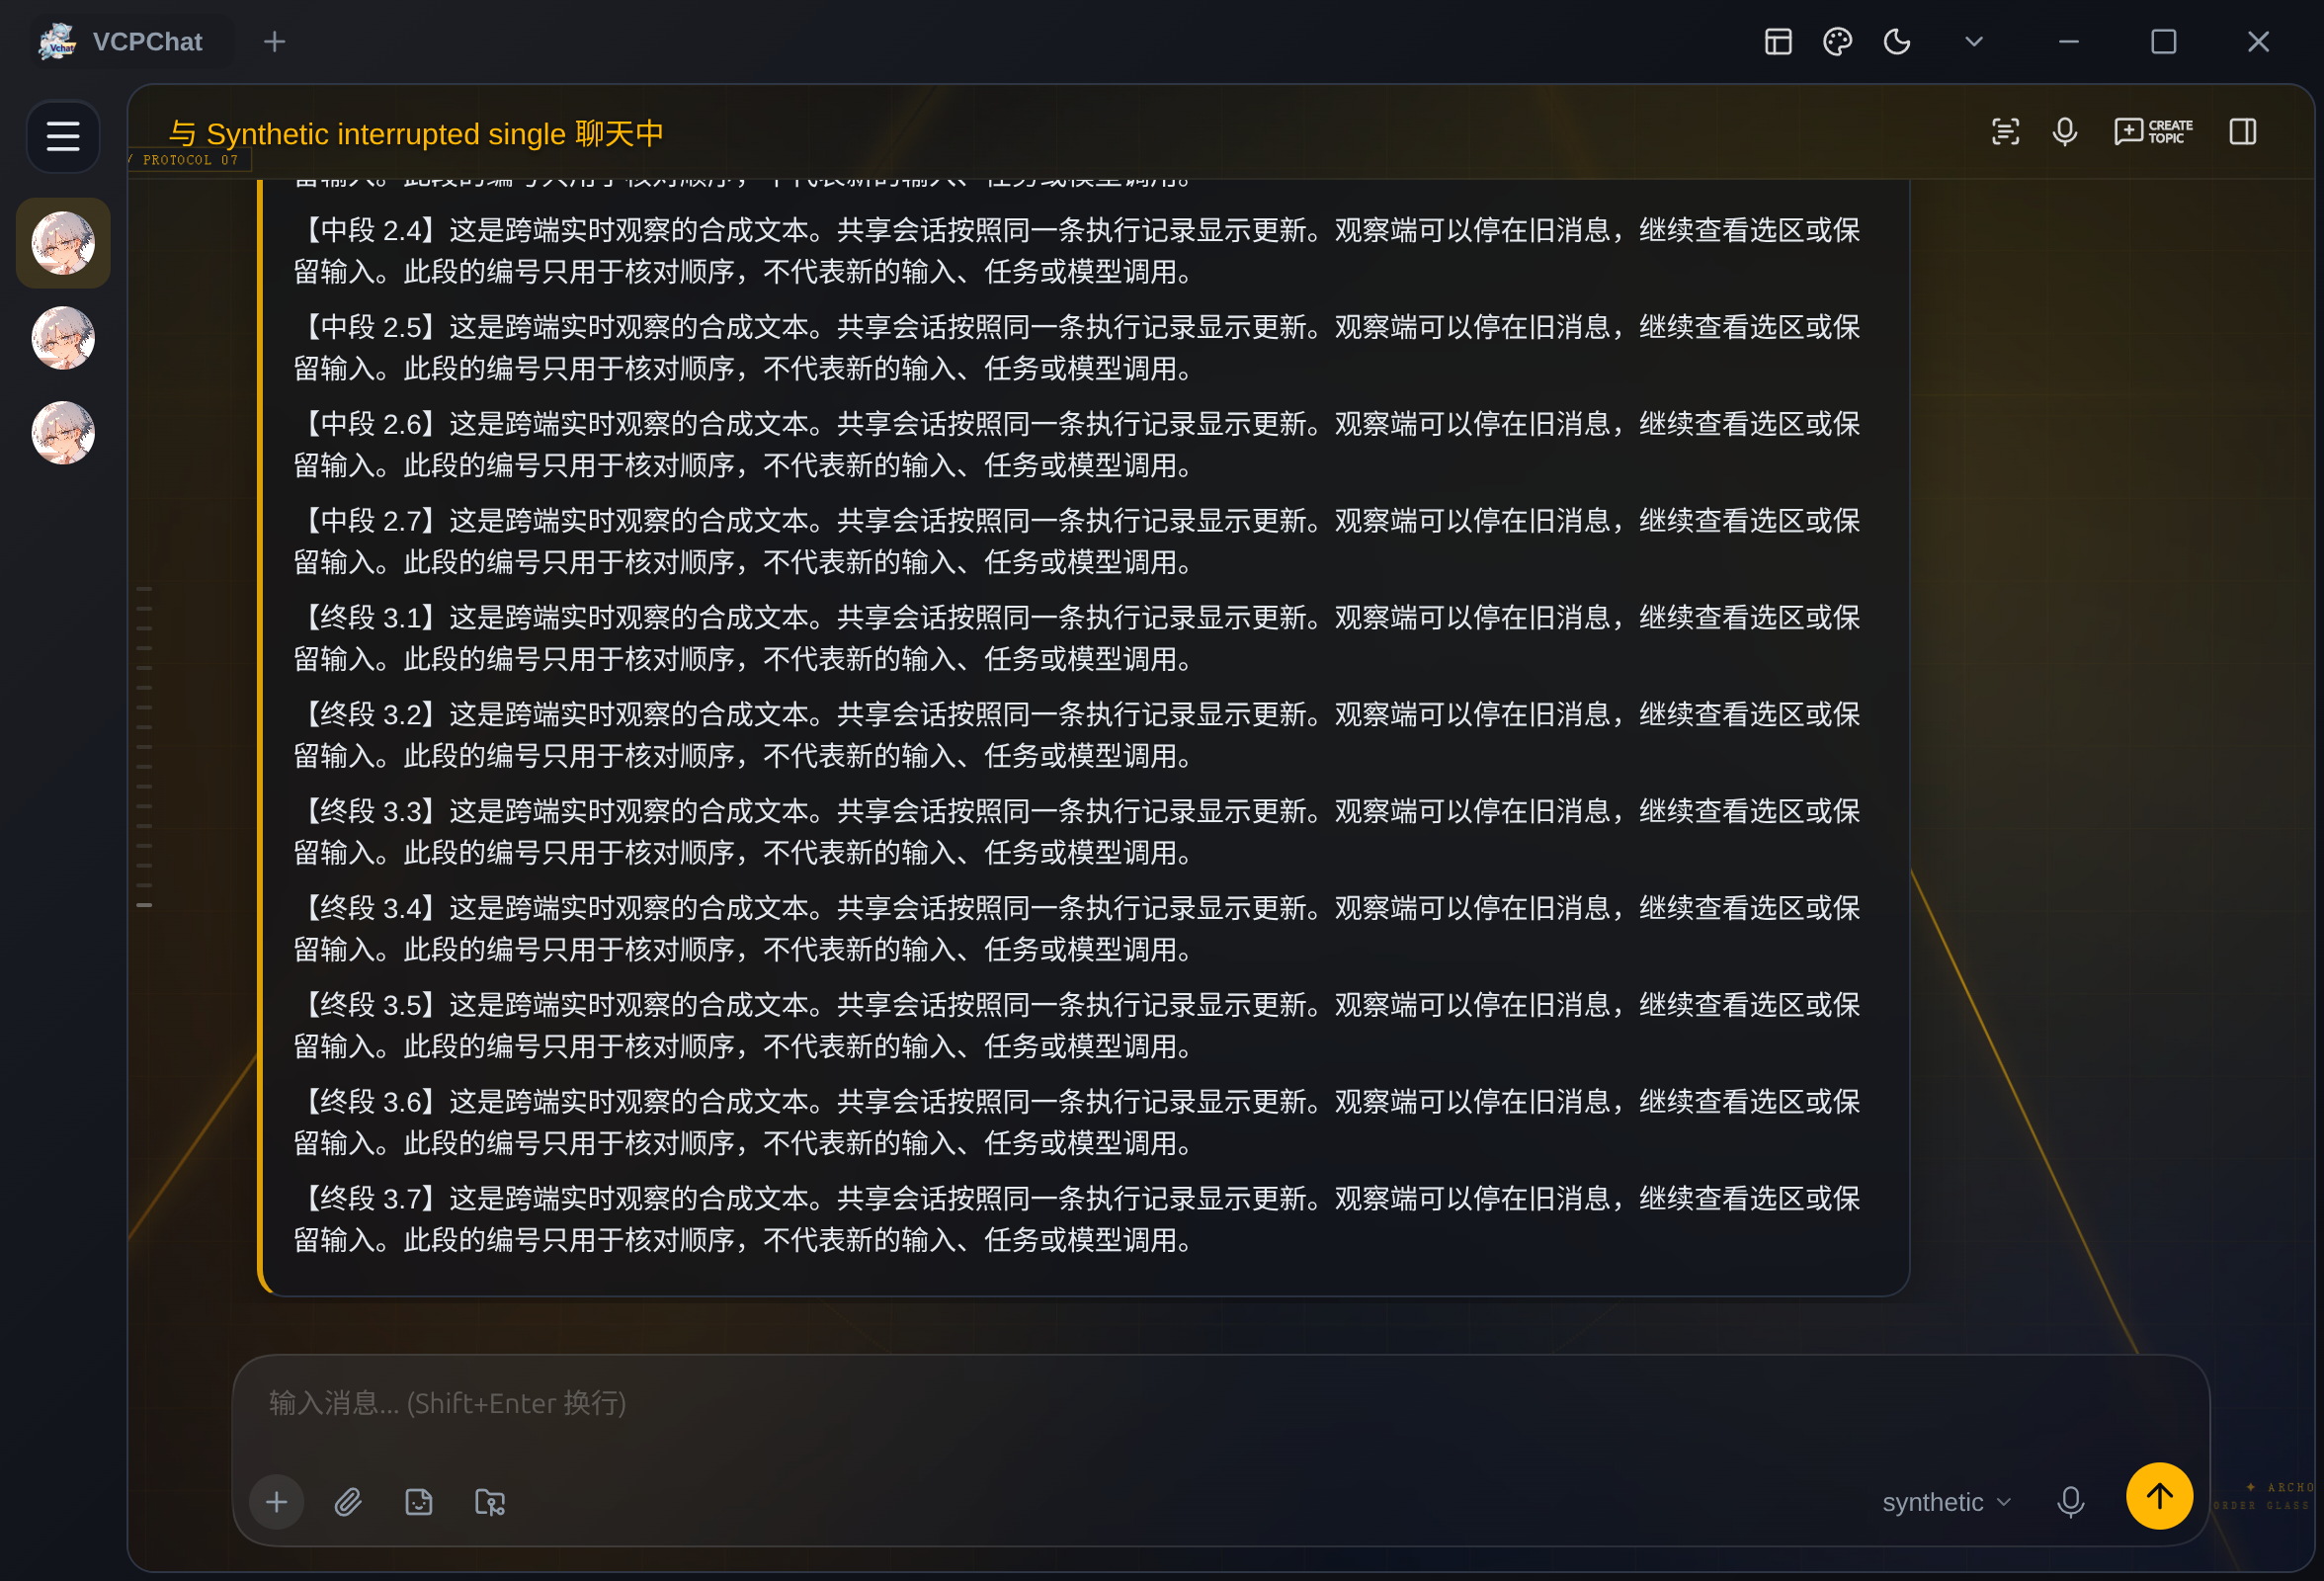 Vchat
VCPChat
与 Synthetic interrupted single 聊天中
CREATE
TOPIC
PROTOCOL 07
留输入。此段的编号只用于核对顺序，不代表新的输入、任务或模型调用。
【中段 2.4】这是跨端实时观察的合成文本。共享会话按照同一条执行记录显示更新。观察端可以停在旧消息，继续查看选区或保
留输入。此段的编号只用于核对顺序，不代表新的输入、任务或模型调用。
【中段 2.5】这是跨端实时观察的合成文本。共享会话按照同一条执行记录显示更新。观察端可以停在旧消息，继续查看选区或保
留输入。此段的编号只用于核对顺序，不代表新的输入、任务或模型调用。
【中段 2.6】这是跨端实时观察的合成文本。共享会话按照同一条执行记录显示更新。观察端可以停在旧消息，继续查看选区或保
留输入。此段的编号只用于核对顺序，不代表新的输入、任务或模型调用。
【中段 2.7】这是跨端实时观察的合成文本。共享会话按照同一条执行记录显示更新。观察端可以停在旧消息，继续查看选区或保
留输入。此段的编号只用于核对顺序，不代表新的输入、任务或模型调用。
【终段 3.1】这是跨端实时观察的合成文本。共享会话按照同一条执行记录显示更新。观察端可以停在旧消息，继续查看选区或保
留输入。此段的编号只用于核对顺序，不代表新的输入、任务或模型调用。
【终段 3.2】这是跨端实时观察的合成文本。共享会话按照同一条执行记录显示更新。观察端可以停在旧消息，继续查看选区或保
留输入。此段的编号只用于核对顺序，不代表新的输入、任务或模型调用。
【终段 3.3】这是跨端实时观察的合成文本。共享会话按照同一条执行记录显示更新。观察端可以停在旧消息，继续查看选区或保
留输入。此段的编号只用于核对顺序，不代表新的输入、任务或模型调用。
【终段 3.4】这是跨端实时观察的合成文本。共享会话按照同一条执行记录显示更新。观察端可以停在旧消息，继续查看选区或保
留输入。此段的编号只用于核对顺序，不代表新的输入、任务或模型调用。
【终段 3.5】这是跨端实时观察的合成文本。共享会话按照同一条执行记录显示更新。观察端可以停在旧消息，继续查看选区或保
留输入。此段的编号只用于核对顺序，不代表新的输入、任务或模型调用。
【终段 3.6】这是跨端实时观察的合成文本。共享会话按照同一条执行记录显示更新。观察端可以停在旧消息，继续查看选区或保
留输入。此段的编号只用于核对顺序，不代表新的输入、任务或模型调用。
【终段 3.7】这是跨端实时观察的合成文本。共享会话按照同一条执行记录显示更新。观察端可以停在旧消息，继续查看选区或保
留输入。此段的编号只用于核对顺序，不代表新的输入、任务或模型调用。
输入消息... (Shift+Enter 换行)
synthetic
ARCHO
ORDER GLASS